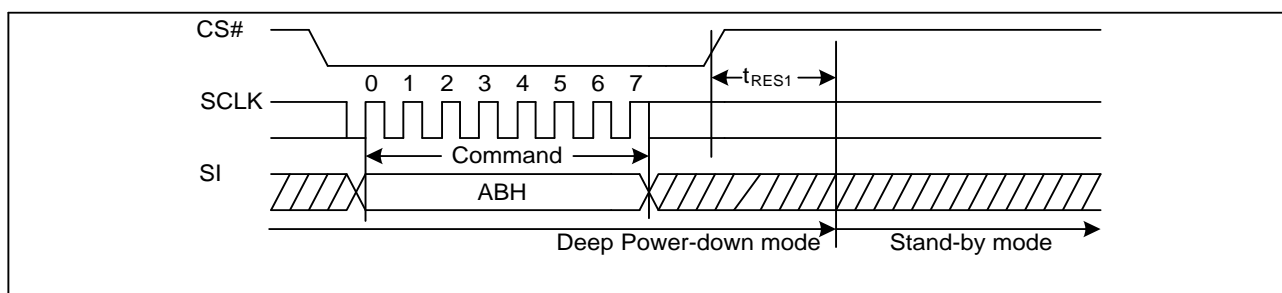 CS#
0 1 2 3 4 5 6 7
tRES1
SCLK
Command
SI
ABH
Deep Power-down mode
Stand-by mode